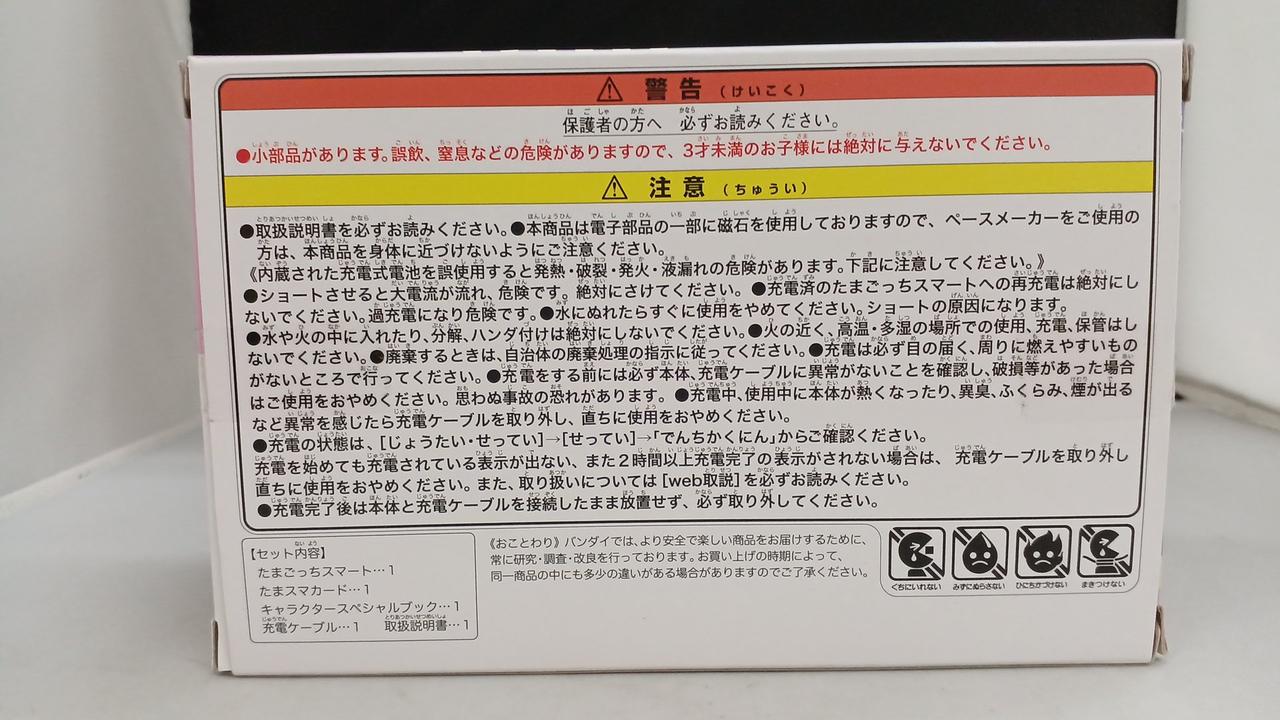 ⚠ 警告（けいこく）
保護者の方へ 必ずお読みください。
●小部品があります。誤飲、窒息などの危険がありますので、3才未満のお子様には絶対に与えないでください。
⚠ 注意（ちゅうい）
●取扱説明書を必ずお読みください。●本商品は電子部品の一部に磁石を使用しておりますので、ペースメーカーをご使用の
方は、本商品を身体に近づけないようにご注意ください。
《内蔵された充電式電池を誤使用すると発熱・破裂・発火・液漏れの危険があります。下記に注意してください。》
●ショートさせると大電流が流れ、危険です。絶対にさけてください。●充電済のたまごっちスマートへの再充電は絶対にし
ないでください。過充電になり危険です。●水にぬれたらすぐに使用をやめてください。ショートの原因になります。
●水や火の中に入れたり、分解、ハンダ付けは絶対にしないでください。●火の近く、高温・多湿の場所での使用、充電、保管はし
ないでください。●廃棄するときは、自治体の廃棄処理の指示に従ってください。●充電は必ず目の届く、周りに燃えやすいもの
がないところで行ってください。●充電をする前には必ず本体、充電ケーブルに異常がないことを確認し、破損等があった場合
はご使用をおやめください。思わぬ事故の恐れがあります。●充電中、使用中に本体が熱くなったり、異臭、ふくらみ、煙が出る
など異常を感じたら充電ケーブルを取り外し、直ちに使用をおやめください。
●充電の状態は、[じょうたい・せってい]→[せってい]→「でんちかくにん」からご確認ください。
充電を始めても充電されている表示が出ない、また2時間以上充電完了の表示がされない場合は、充電ケーブルを取り外し
直ちに使用をおやめください。また、取り扱いについては[web取説]を必ずお読みください。
●充電完了後は本体と充電ケーブルを接続したまま放置せず、必ず取り外してください。
【セット内容】
たまごっちスマート…1
たまスマカード…1
キャラクタースペシャルブック…1
充電ケーブル…1 取扱説明書…1
《おことわり》バンダイでは、より安全で楽しい商品をお届けするために、
常に研究・調査・改良を行っております。お買い上げの時期によって、
同一商品の中にも多少の違いがある場合がありますのでご了承ください。
くちにいれない みずにぬらさない ひにちかづけない まきつけない